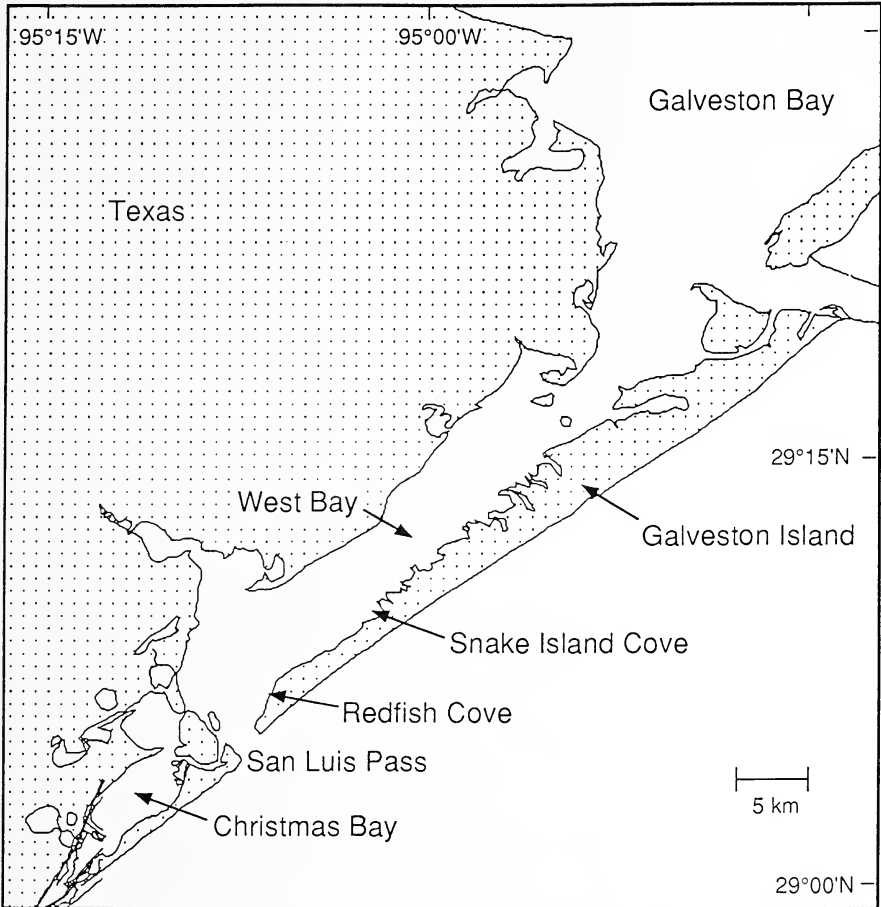 95°15'W
95°00'W
Galveston Bay
Texas
29°15'N
West Bay
Galveston Island
Snake Island Cove
Redfish Cove
San Luis Pass
5 km
Christmas Bay
29°00'N